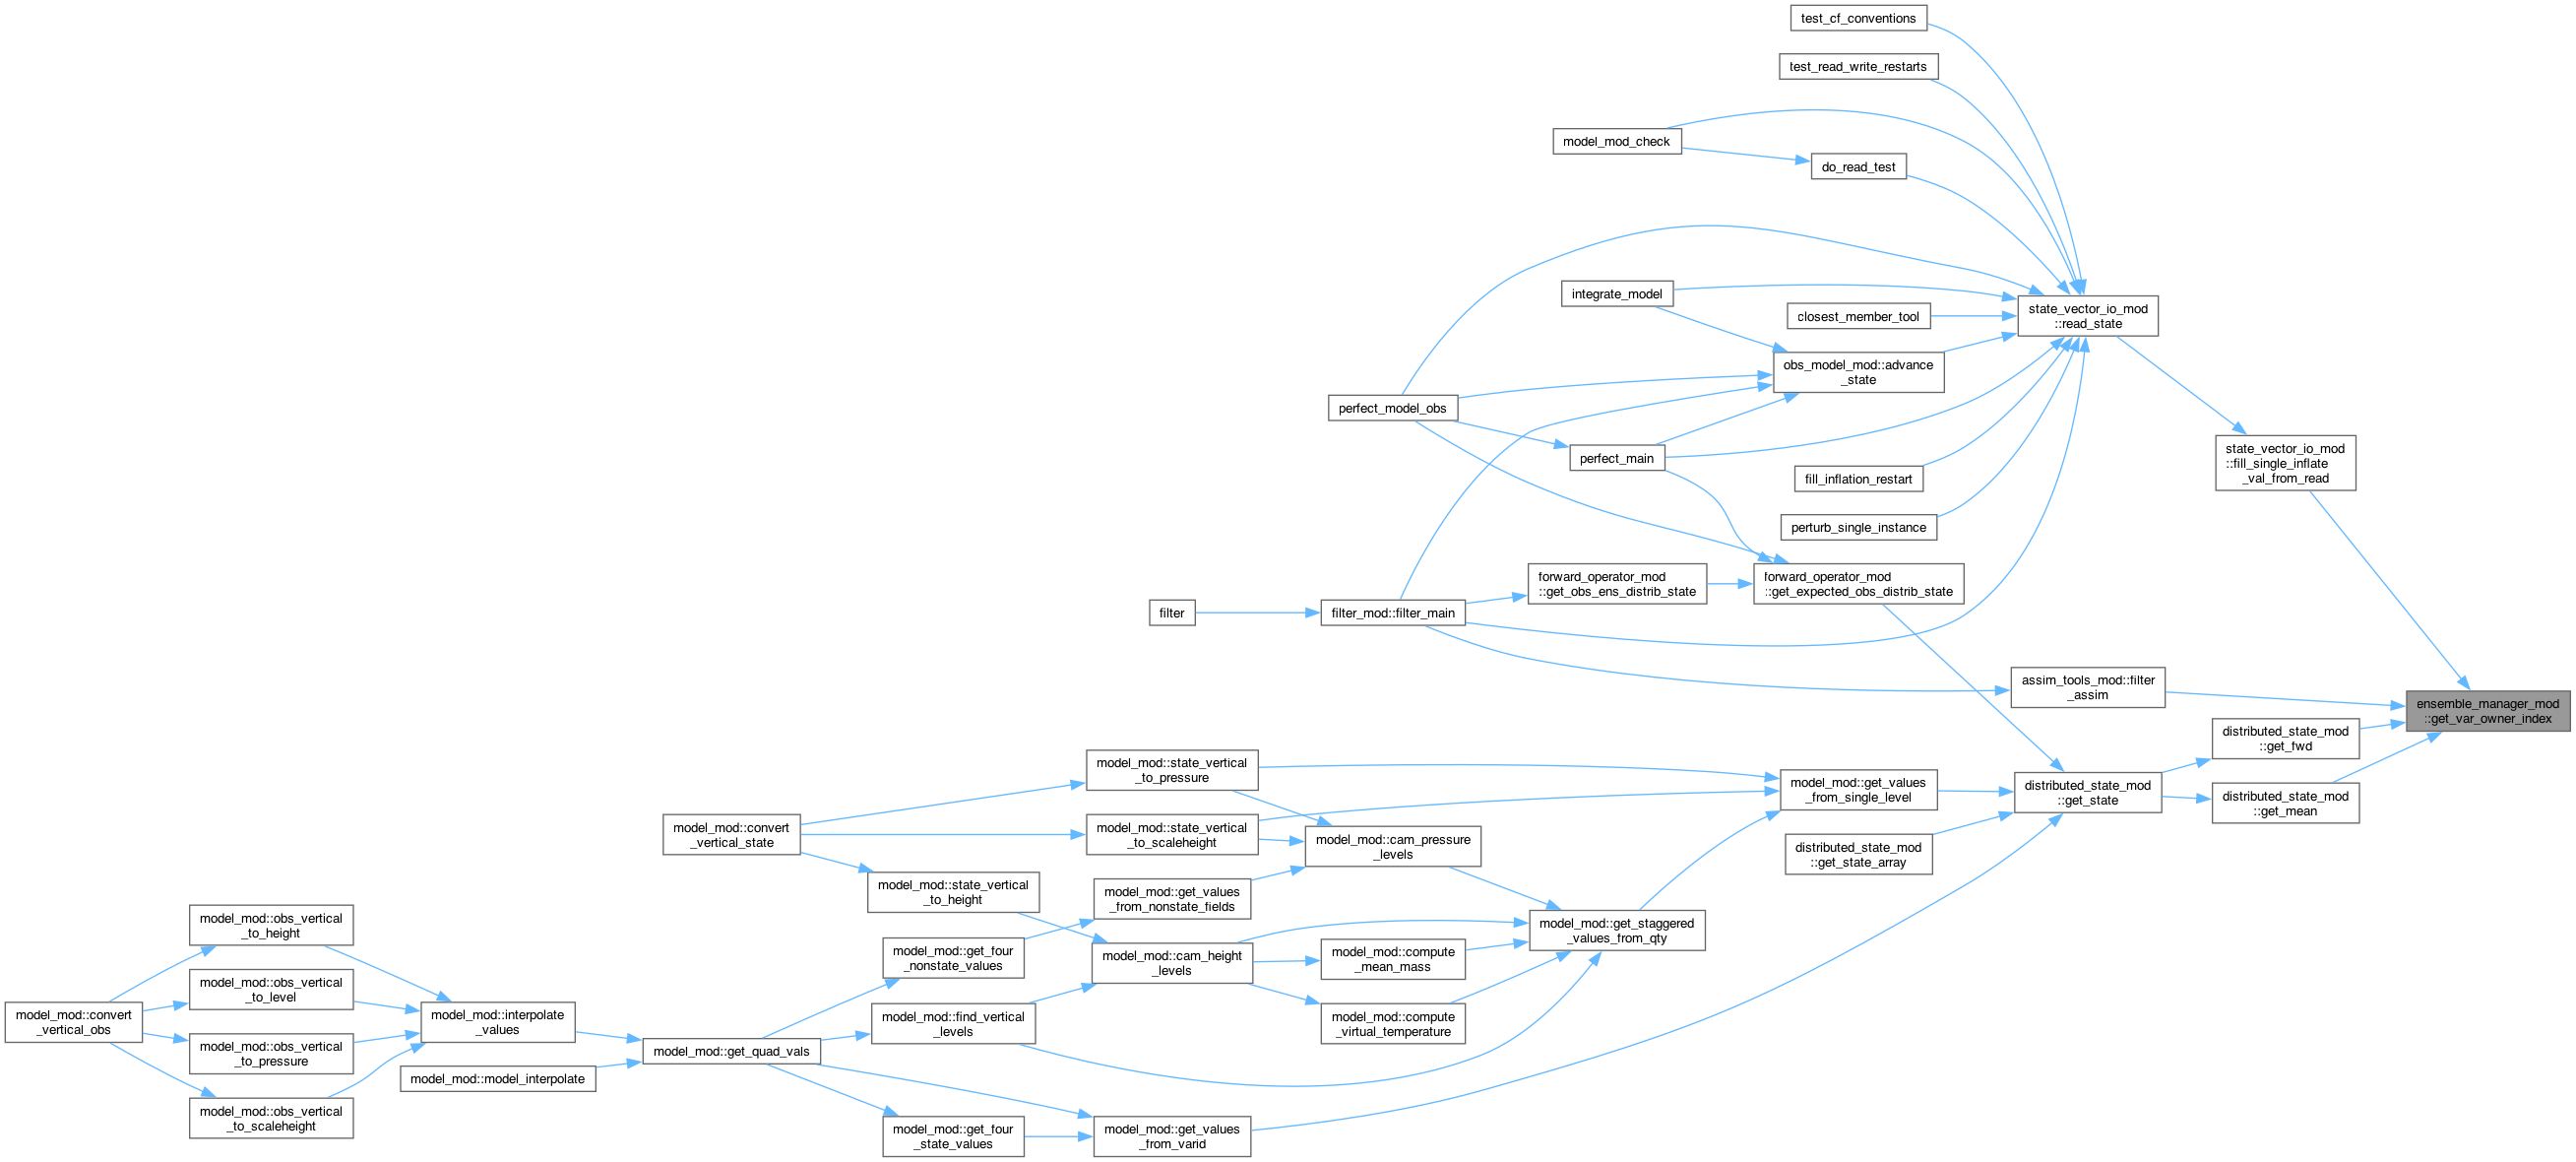 test_cf_conventions
test_read_write_restarts
model_mod_check
do_read_test
integrate_model
closest_member_tool
state_vector_io_mod
::read_state
obs_model_mod::advance
_state
perfect_model_obs
perfect_main
state_vector_io_mod
::fill_single_inflate
_val_from_read
fill_inflation_restart
perturb_single_instance
forward_operator_mod
::get_obs_ens_distrib_state
forward_operator_mod
::get_expected_obs_distrib_state
filter
filter_mod::filter_main
assim_tools_mod::filter
_assim
ensemble_manager_mod
::get_var_owner_index
distributed_state_mod
::get_fwd
model_mod::state_vertical
_to_pressure
model_mod::get_values
_from_single_level
distributed_state_mod
::get_state
distributed_state_mod
::get_mean
model_mod::convert
_vertical_state
model_mod::state_vertical
_to_scaleheight
model_mod::cam_pressure
_levels
distributed_state_mod
::get_state_array
model_mod::state_vertical
_to_height
model_mod::get_values
_from_nonstate_fields
model_mod::obs_vertical
_to_height
model_mod::get_staggered
_values_from_qty
model_mod::get_four
_nonstate_values
model_mod::cam_height
_levels
model_mod::compute
_mean_mass
model_mod::obs_vertical
_to_level
model_mod::convert
_vertical_obs
model_mod::interpolate
_values
model_mod::find_vertical
_levels
model_mod::compute
_virtual_temperature
model_mod::obs_vertical
_to_pressure
model_mod::get_quad_vals
model_mod::model_interpolate
model_mod::obs_vertical
_to_scaleheight
model_mod::get_four
_state_values
model_mod::get_values
_from_varid